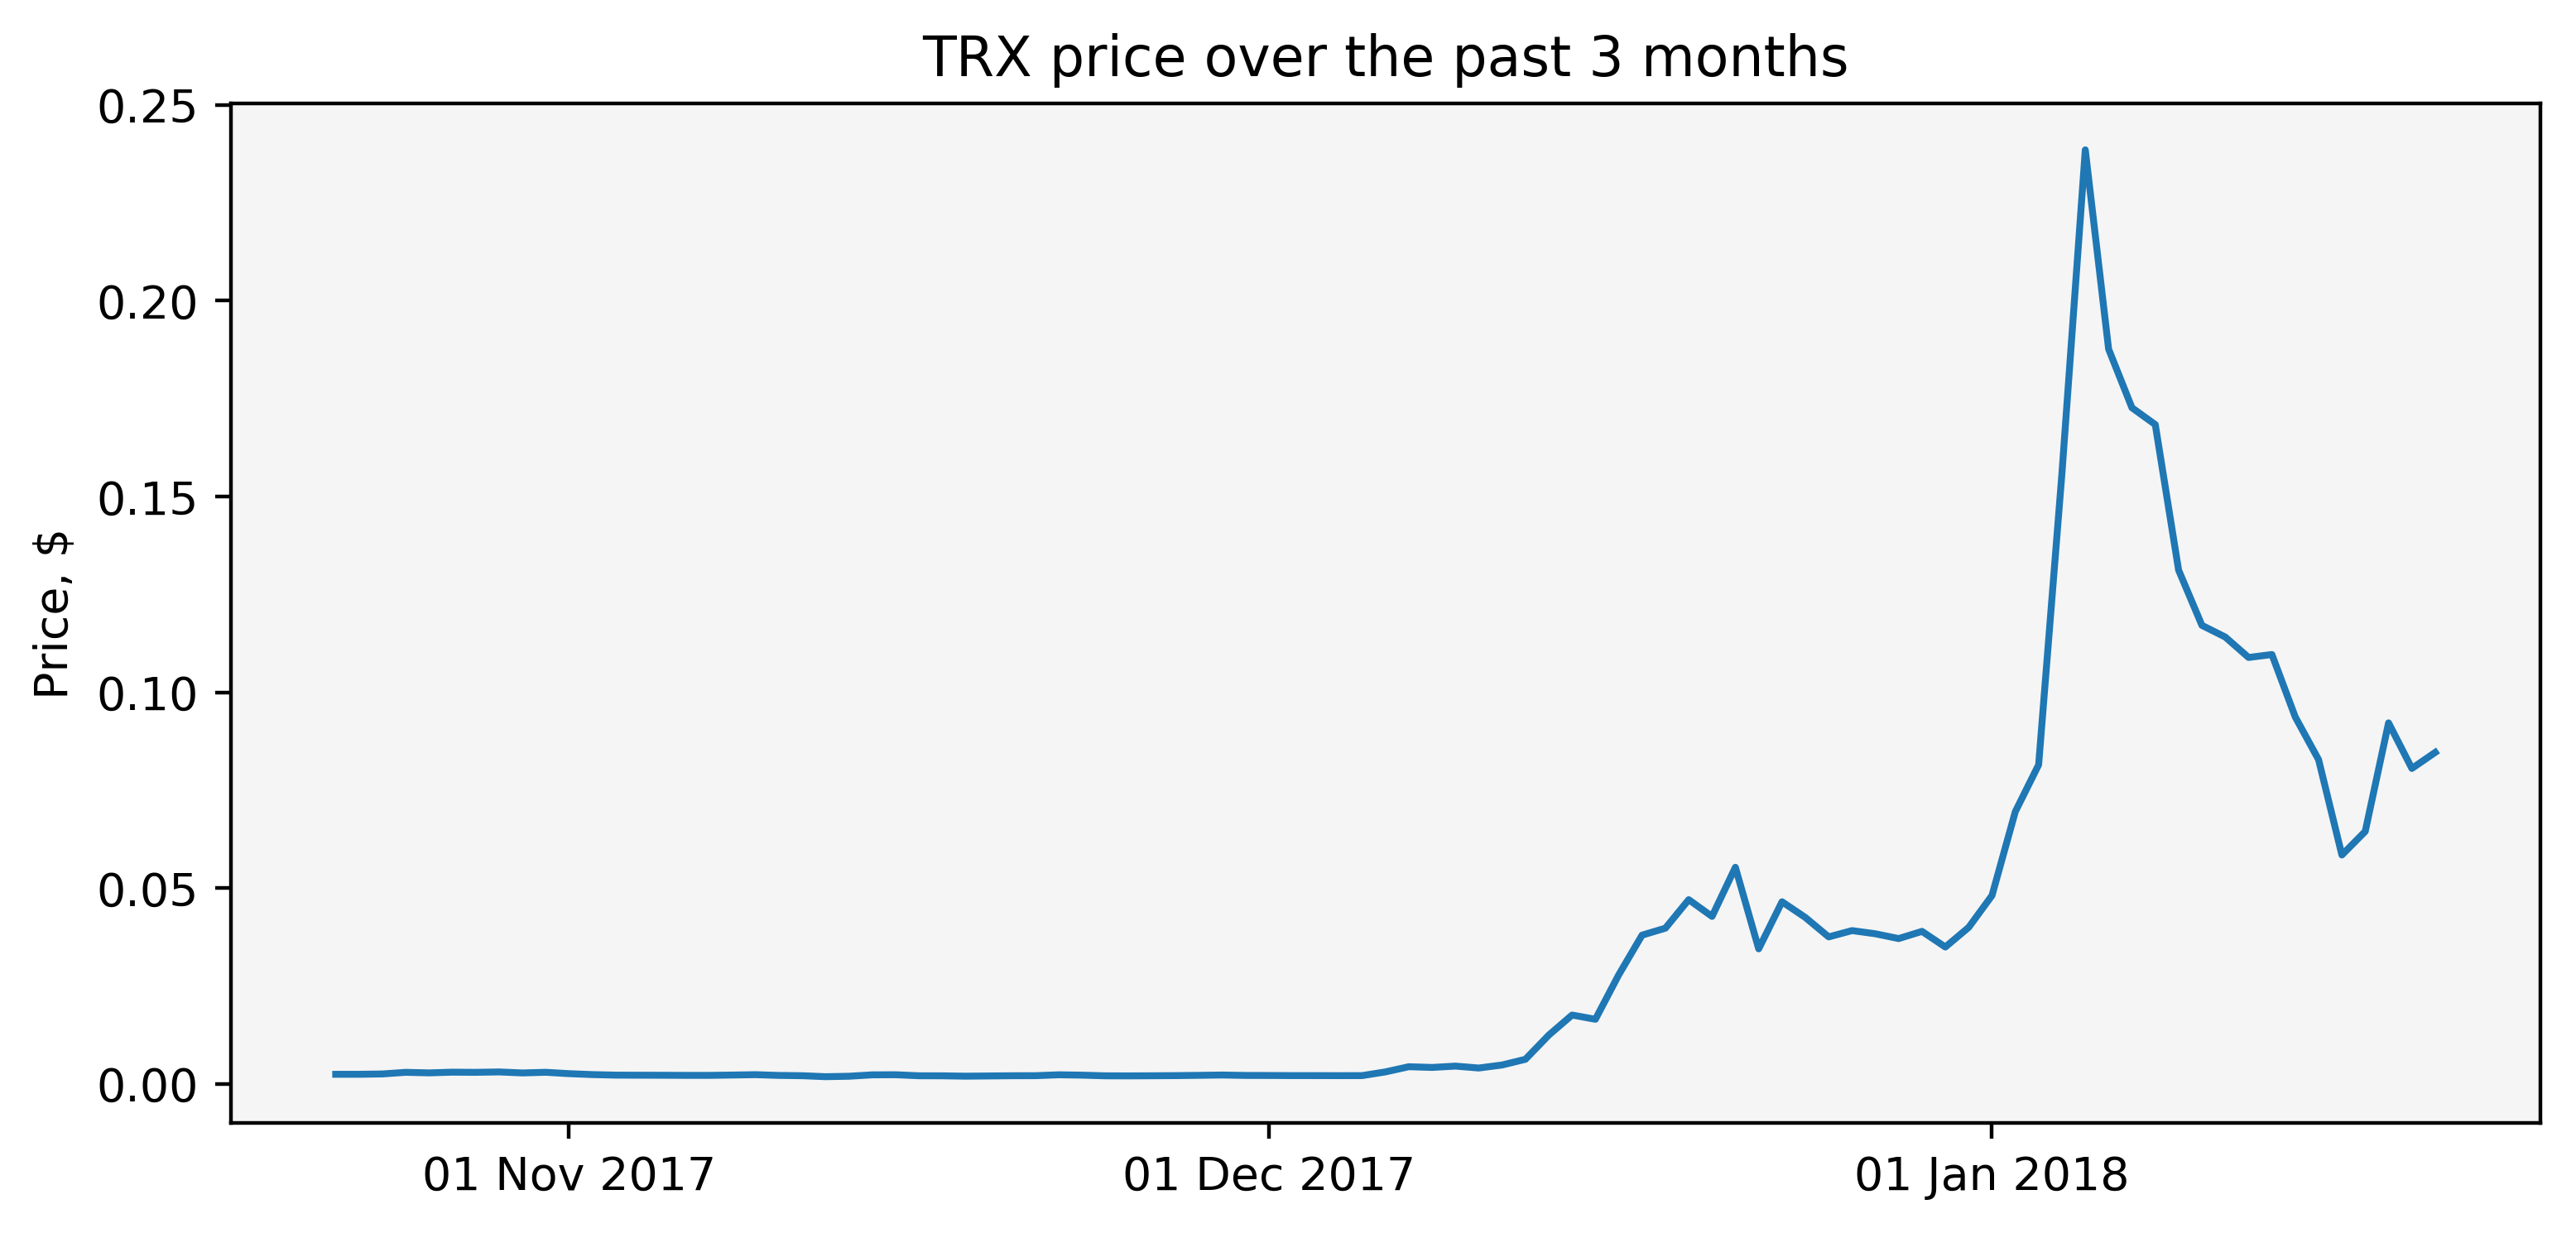 TRX price over the past 3 months
0.25
0.20
0.15
0.10
0.05
0.00
Price, $
01 Nov 2017
01 Dec 2017
01 Jan 2018